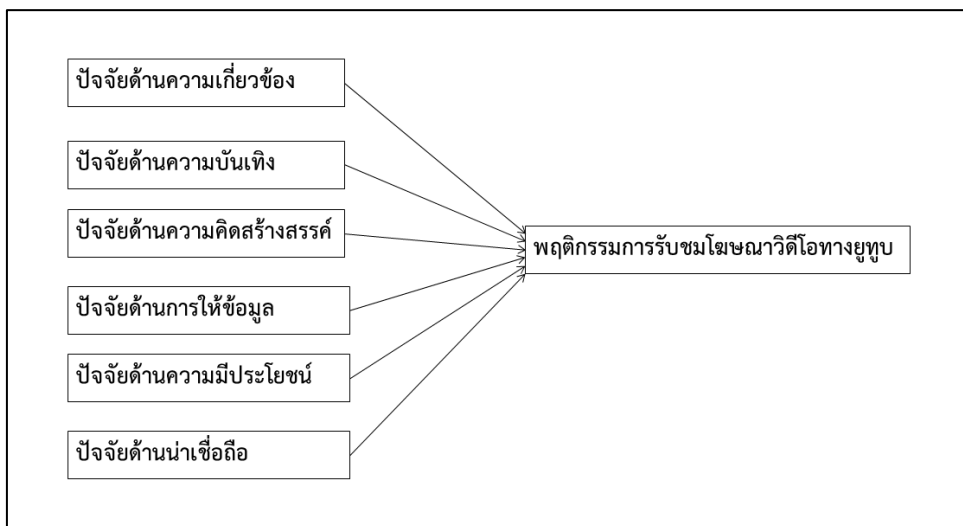 ปัจจัยด้านความเกี่ยวข้อง
ปัจจัยด้านความบันเทิง
ปัจจัยด้านความคิดสร้างสรรค์
ปัจจัยด้านการให้ข้อมูล
ปัจจัยด้านความมีประโยชน์
ปัจจัยด้านน่าเชื่อถือ
พฤติกรรมการรับชมโฆษณาวิดีโอทางยูทูบ